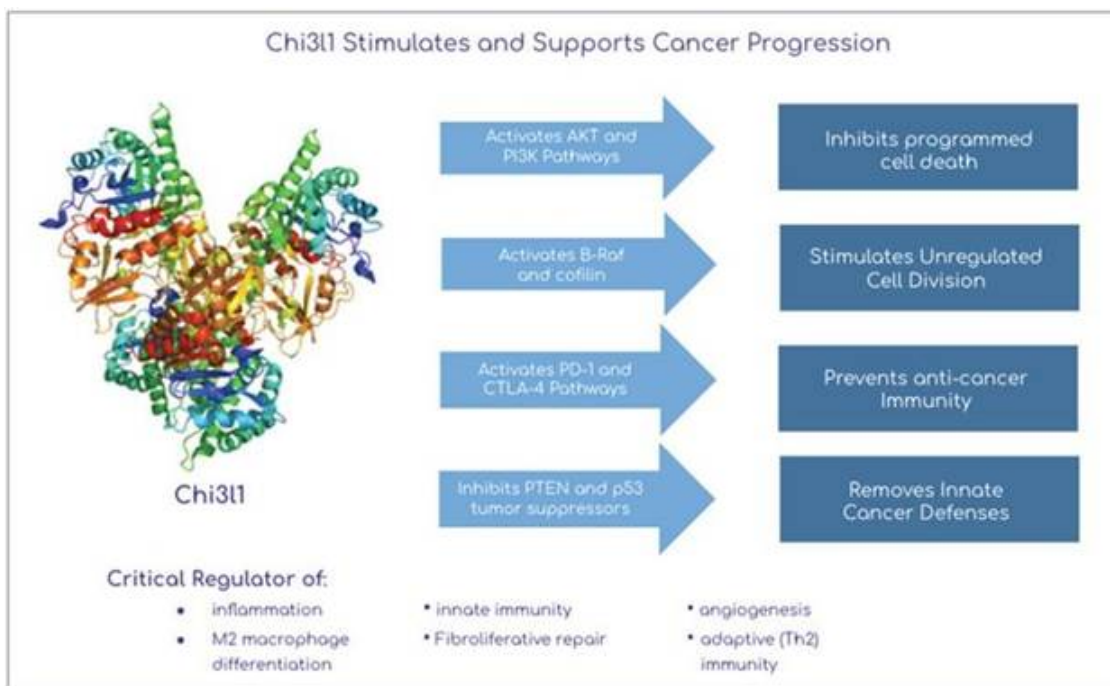 Chi3l1 Stimulates and Supports Cancer Progression
Activates AKT and
PI3K Pathways
Inhibits programmed
cell death
Activates B-Raf
and cofilin
Stimulates Unregulated
Cell Division
Activates PD-1 and
CTLA-4 Pathways
Prevents anti-cancer
Immunity
Inhibits PTEN and p53
tumor suppressors
Removes Innate
Cancer Defenses
Chi3l1
Critical Regulator of:
• inflammation
• M2 macrophage
differentiation
• innate immunity
• Fibroliferative repair
• angiogenesis
• adaptive (Th2)
immunity